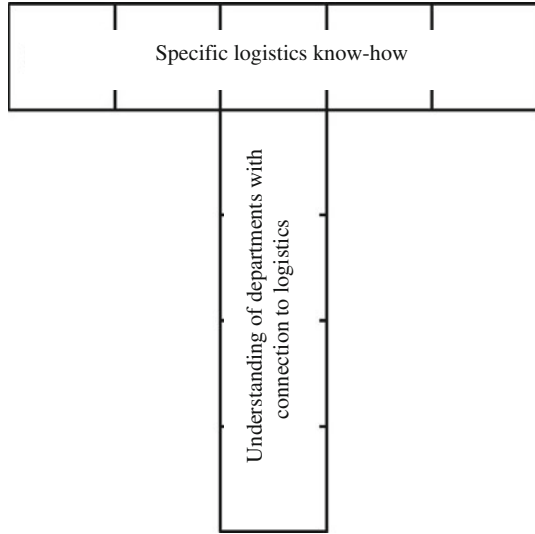 Specific logistics know-how
Understanding of departments with
connection to logistics